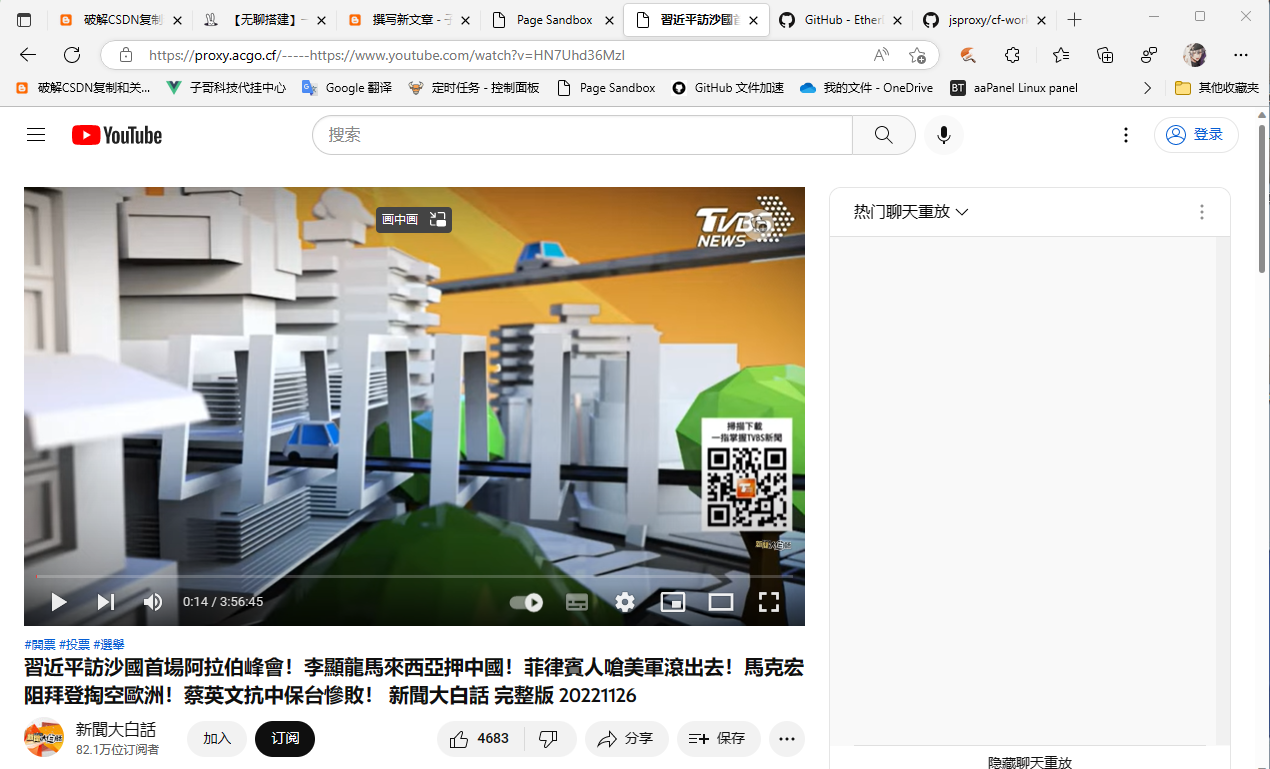 破解CSDN复制
【无聊搭建】一
撰写新文章 - 子
Page Sandbox
習近平訪沙國首
GitHub - Ether
jsproxy/cf-work
https://proxy.acgo.cf/-----https://www.youtube.com/watch?v=HN7Uhd36MzI
破解CSDN复制和关...
子哥科技代挂中心
Google 翻译
定时任务 - 控制面板
Page Sandbox
GitHub 文件加速
我的文件 - OneDrive
BT aaPanel Linux panel
其他收藏夹
YouTube
搜索
登录
画中画
TVBS
NEWS
掃描下載
一指掌握TVBS新聞
0:14 / 3:56:45
热门聊天重放
隐藏聊天重放
#開票 #投票 #選舉
習近平訪沙國首場阿拉伯峰會！李顯龍馬來西亞押中國！菲律賓人嗆美軍滾出去！馬克宏
阻拜登掏空歐洲！蔡英文抗中保台慘敗！ 新聞大白話 完整版 20221126
新聞大白話
82.1万位订阅者
加入
订阅
4683
分享
保存